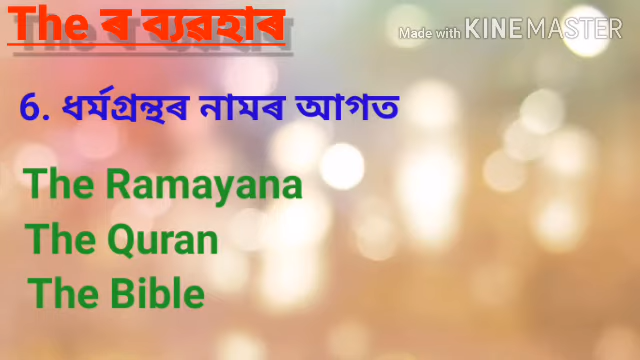 The ৰ ব্যৱহাৰ
Made with KINEMASTER
6. ধৰ্মগ্ৰন্থৰ নামৰ আগত
The Ramayana
The Quran
The Bible